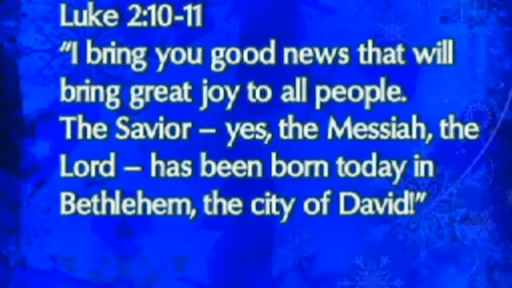 Luke 2:10-11
“I bring you good news that will
bring great joy to all people.
The Savior – yes, the Messiah, the
Lord – has been born today in
Bethlehem, the city of David!”